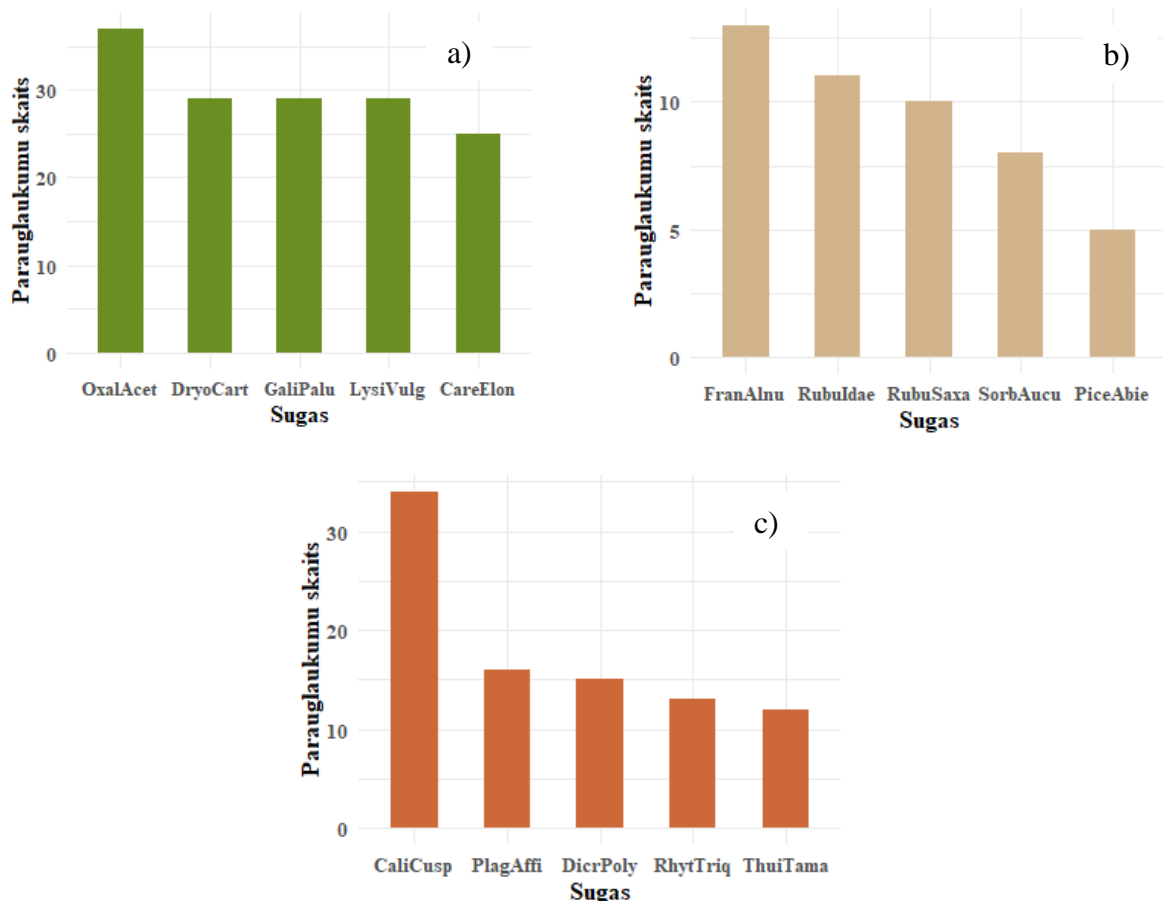 a)
Parauglaukumu skaits
30
20
10
0
OxalAcet DryoCart GaliPalu LysiVulg CareElon
Sugas
b)
Parauglaukumu skaits
10
5
0
FranAlnu RubuIdae RubuSaxa SorbAucu PiceAbie
Sugas
c)
Parauglaukumu skaits
30
20
10
0
CaliCusp PlagAffi DicrPoly RhytTriq ThuiTama
Sugas